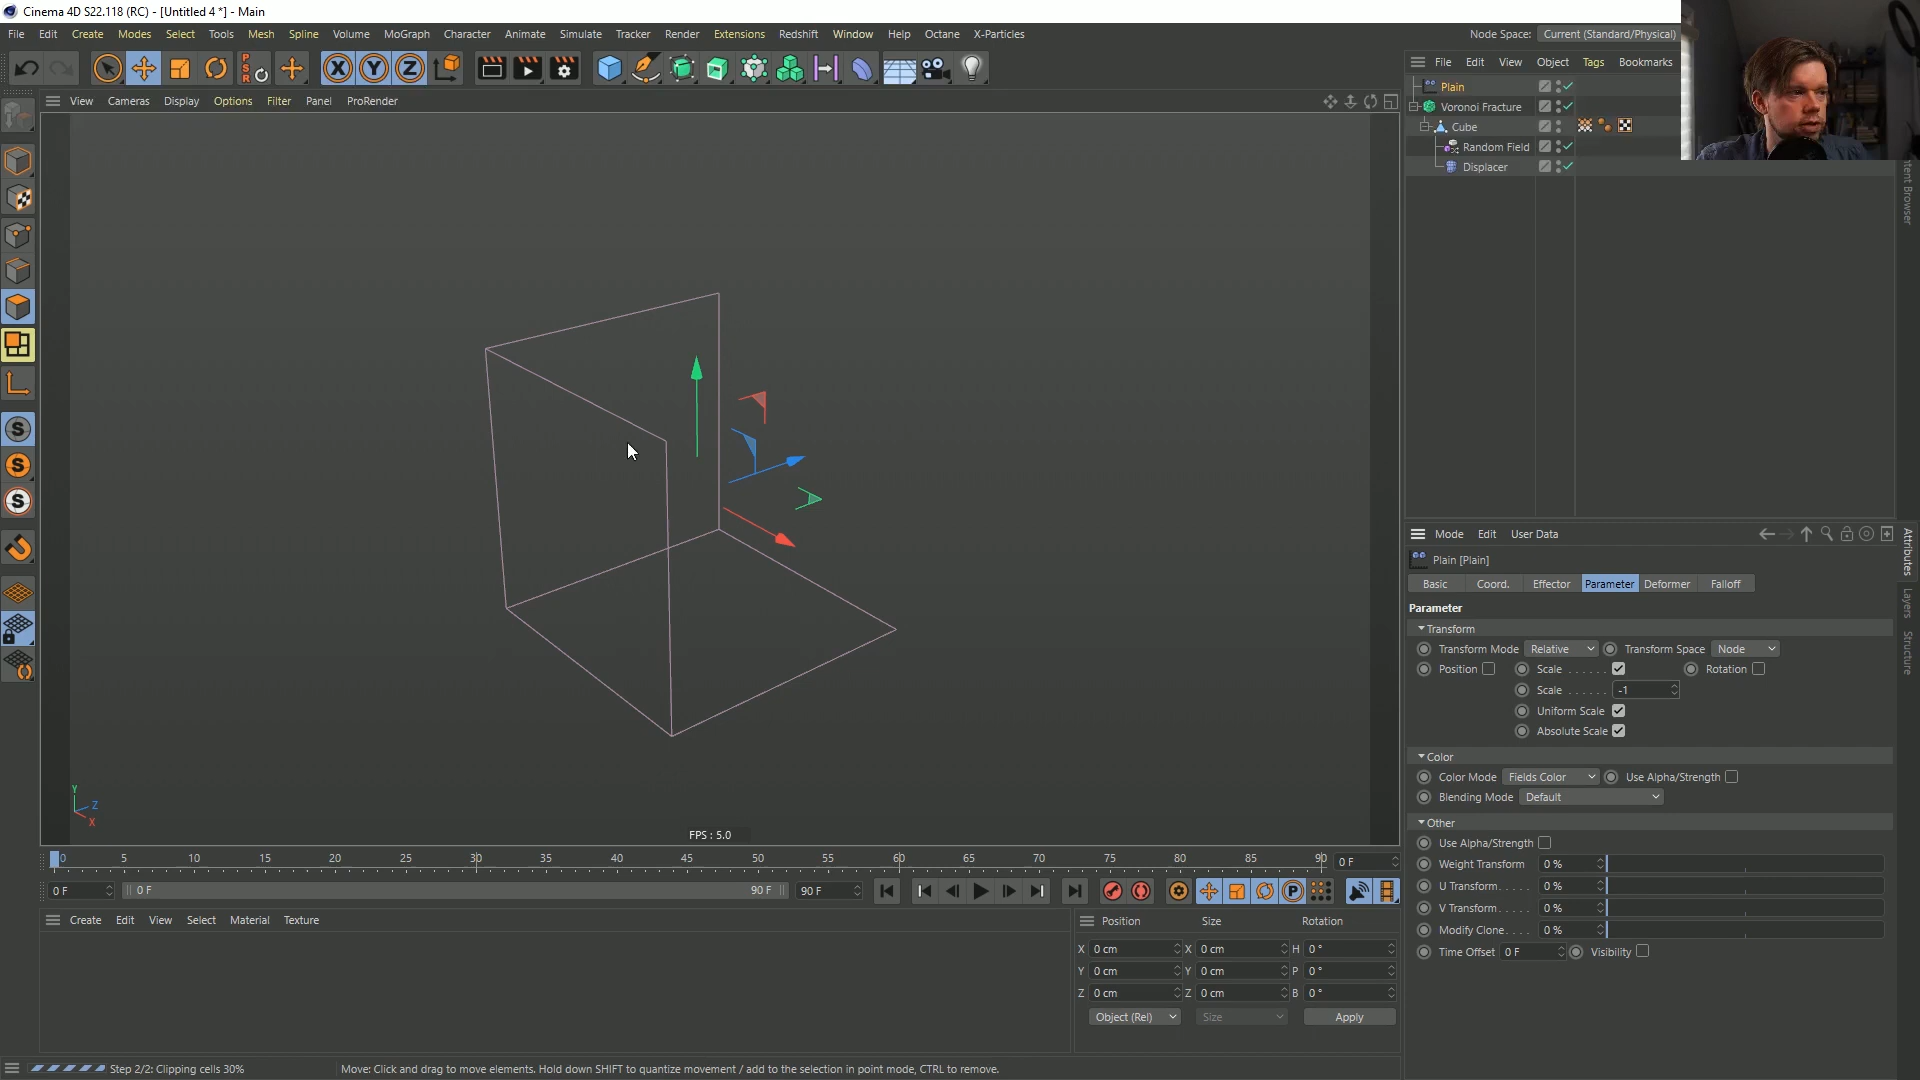 Cinema 4D S22.118 (RC) - [Untitled 4 *] - Main
File Edit Create Modes Select Tools Mesh Spline Volume MoGraph Character Animate Simulate Tracker Render Extensions Redshift Window Help Octane X-Particles
Node Space: Current (Standard/Physical)
X Y Z
P
S
R
File Edit View Object Tags Bookmarks
View Cameras Display Options Filter Panel ProRender
Plain
Voronoi Fracture
Cube
Random Field
Displacer
tent Browser
S
S
S
Mode Edit User Data
Attributes
Layers
Structure
Plain [Plain]
Basic Coord. Effector Parameter Deformer Falloff
Parameter
Transform
Transform Mode Relative Transform Space Node
Position Scale . . . . . . Rotation
Scale . . . . . . -1
Uniform Scale
Absolute Scale
Color
Color Mode Fields Color Use Alpha/Strength
Blending Mode Default
Other
Use Alpha/Strength
Weight Transform 0 %
U Transform. . . . . 0 %
V Transform. . . . . 0 %
Modify Clone. . . . 0 %
Time Offset 0 F Visibility
Y
Z
X
FPS : 5.0
0 5 10 15 20 25 30 35 40 45 50 55 60 65 70 75 80 85 90 0 F
0 F 0 F 90 F 90 F P
Create Edit View Select Material Texture
Position Size Rotation
X 0 cm X 0 cm H 0 °
Y 0 cm Y 0 cm P 0 °
Z 0 cm Z 0 cm B 0 °
Object (Rel) Size Apply
Step 2/2: Clipping cells 30% Move: Click and drag to move elements. Hold down SHIFT to quantize movement / add to the selection in point mode, CTRL to remove.